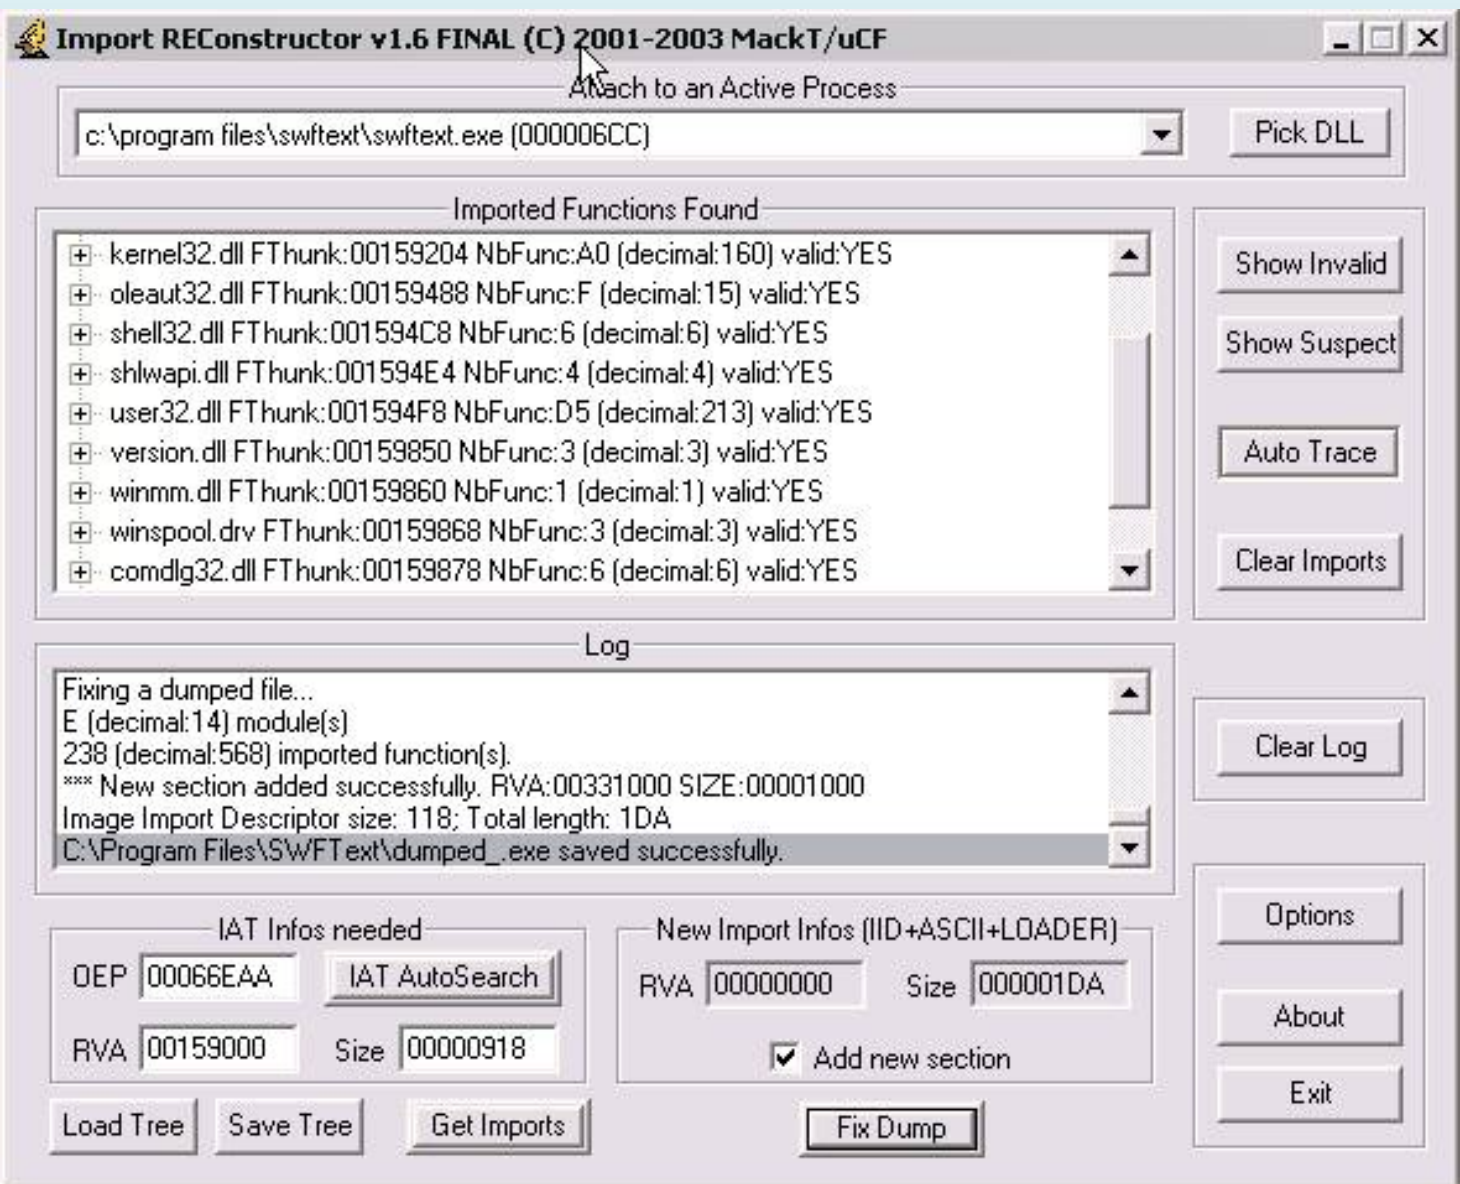 Import REConstructor v1.6 FINAL (C) 2001-2003 MackT/uCF
Attach to an Active Process
c:\program files\swftext\swftext.exe (000006CC)
Pick DLL
Imported Functions Found
kernel32.dll FThunk:00159204 NbFunc:A0 (decimal:160) valid:YES
oleaut32.dll FThunk:00159488 NbFunc:F (decimal:15) valid:YES
shell32.dll FThunk:001594C8 NbFunc:6 (decimal:6) valid:YES
shlwapi.dll FThunk:001594E4 NbFunc:4 (decimal:4) valid:YES
user32.dll FThunk:001594F8 NbFunc:D5 (decimal:213) valid:YES
version.dll FThunk:00159850 NbFunc:3 (decimal:3) valid:YES
winmm.dll FThunk:00159860 NbFunc:1 (decimal:1) valid:YES
winspool.drv FThunk:00159868 NbFunc:3 (decimal:3) valid:YES
comdlg32.dll FThunk:00159878 NbFunc:6 (decimal:6) valid:YES
Show Invalid
Show Suspect
Auto Trace
Clear Imports
Log
Fixing a dumped file...
E (decimal:14) module(s)
238 (decimal:568) imported function(s).
*** New section added successfully. RVA:00331000 SIZE:00001000
Image Import Descriptor size: 118; Total length: 1DA
C:\Program Files\SWFText\dumped_.exe saved successfully.
Clear Log
IAT Infos needed
OEP 00066EAA IAT AutoSearch
RVA 00159000 Size 00000918
New Import Infos (IID+ASCII+LOADER)
RVA 00000000 Size 000001DA
Add new section
Options
About
Exit
Load Tree Save Tree Get Imports Fix Dump